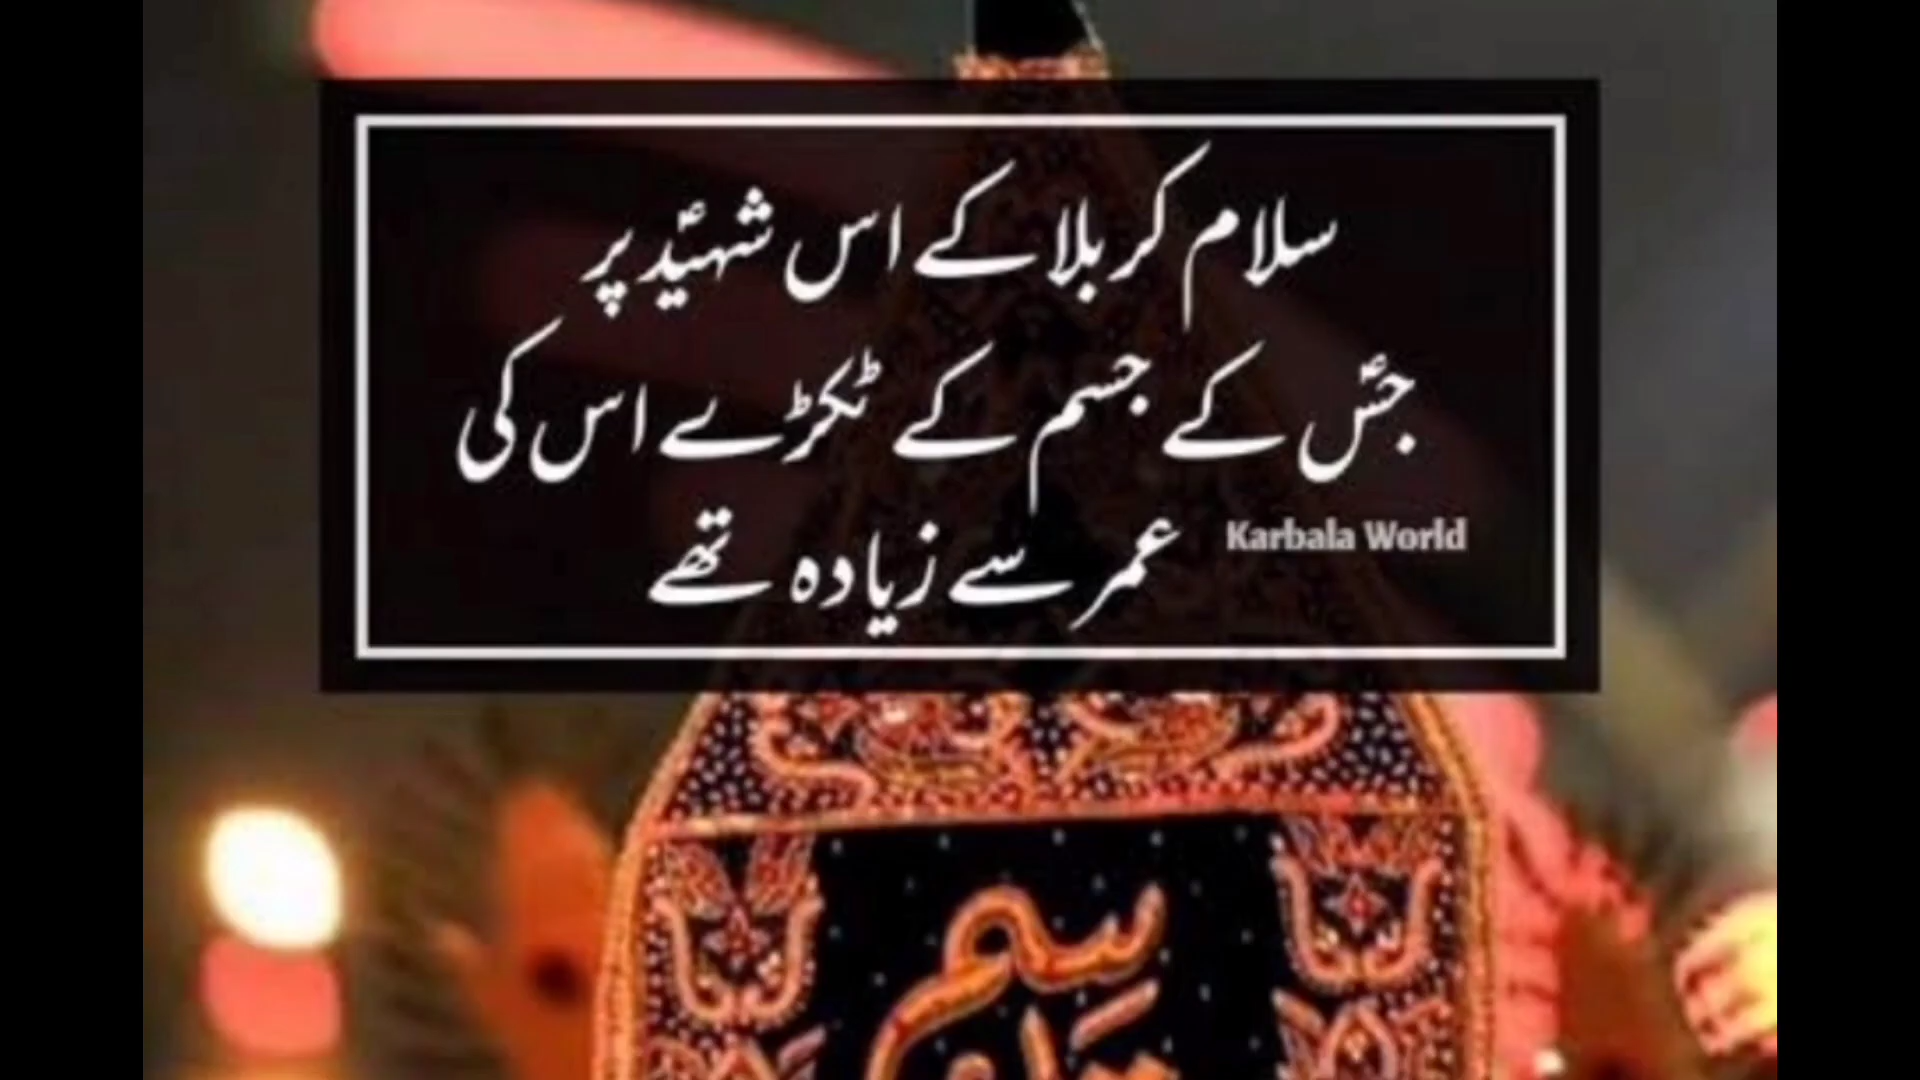 سلام کربلا کے اس شہیدؑ پر
جسؑ کے جسم کے ٹکڑے اس کی
عمر سے زیادہ تھے
Karbala World